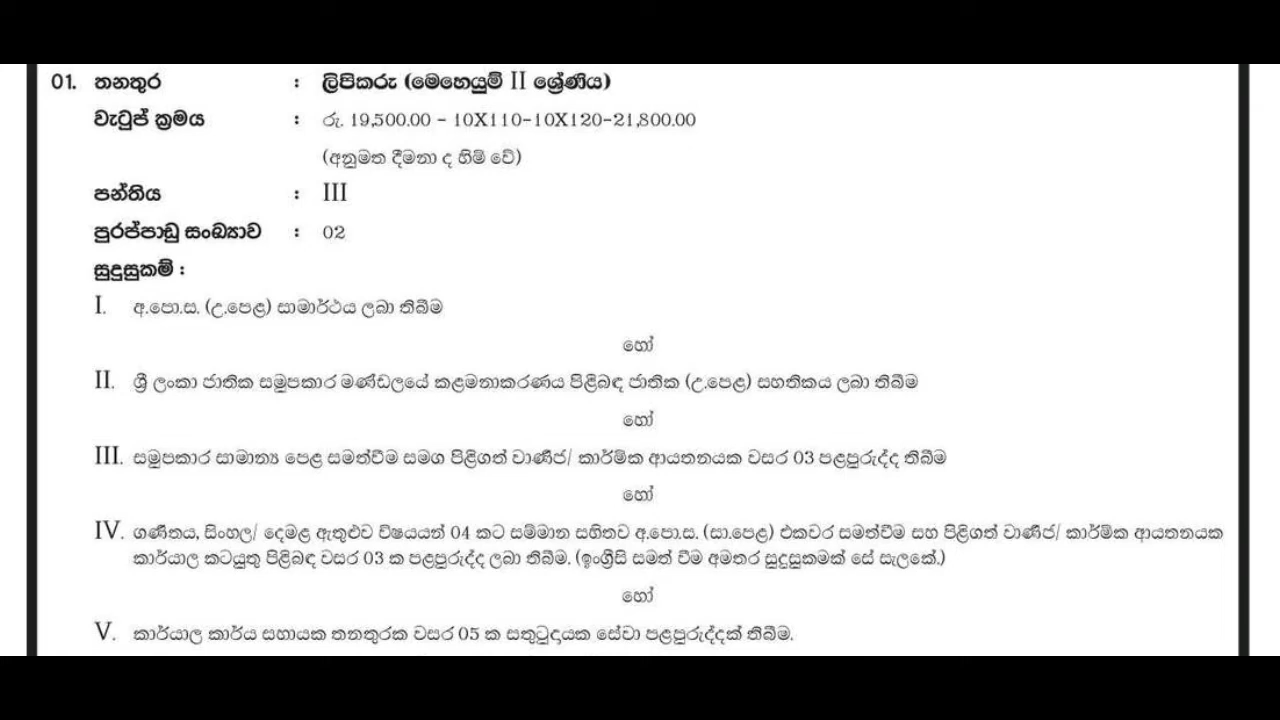 01. තනතුර : ලිපිකරු (මෙහෙයුම් II ශ්‍රේණිය)
වැටුප් ක්‍රමය : රු. 19,500.00 - 10X110-10X120-21,800.00
(අනුමත දීමනා ද හිමි වේ)
පන්තිය : III
පුරප්පාඩු සංඛ්‍යාව : 02
සුදුසුකම් :
I. අ.පො.ස. (උ.පෙළ) සාමාර්ථය ලබා තිබීම
හෝ
II. ශ්‍රී ලංකා ජාතික සමුපකාර මණ්ඩලයේ කළමනාකරණය පිළිබඳ ජාතික (උ.පෙළ) සහතිකය ලබා තිබීම
හෝ
III. සමුපකාර සාමාන්‍ය පෙළ සමත්වීම සමග පිළිගත් වාණිජ/ කාර්මික ආයතනයක වසර 03 පළපුරුද්ද තිබීම
හෝ
IV. ගණිතය, සිංහල/ දෙමළ ඇතුළුව විෂයයන් 04 කට සම්මාන සහිතව අ.පො.ස. (සා.පෙළ) එකවර සමත්වීම සහ පිළිගත් වාණිජ/ කාර්මික ආයතනයක
කාර්යාල කටයුතු පිළිබඳ වසර 03 ක පළපුරුද්ද ලබා තිබීම. (ඉංග්‍රීසි සමත් වීම අමතර සුදුසුකමක් සේ සැලකේ.)
හෝ
V. කාර්යාල කාර්ය සහායක තනතුරක වසර 05 ක සතුටුදායක සේවා පළපුරුද්දක් තිබීම.